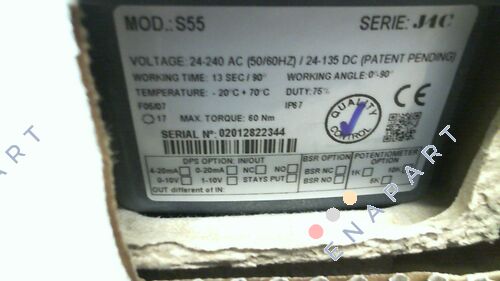 MOD.: S55 SERIE: J4C
VOLTAGE: 24-240 AC (50/60HZ) / 24-135 DC (PATENT PENDING)
WORKING TIME: 13 SEC / 90° WORKING ANGLE: 0°-90°
TEMPERATURE: - 20°C + 70°C DUTY: 75%
F05/07 IP67
17 MAX. TORQUE: 60 Nm
QUALITY CONTROL
CE
SERIAL Nº: 02012822344
DPS OPTION: IN/OUT BSR OPTION POTENTIOMETER OPTION
4-20mA 0-20mA NC NO BSR NC 1K 10K
0-10V 1-10V STAYS PUT BSR NO 5K
OUT different of IN:
ENAPART